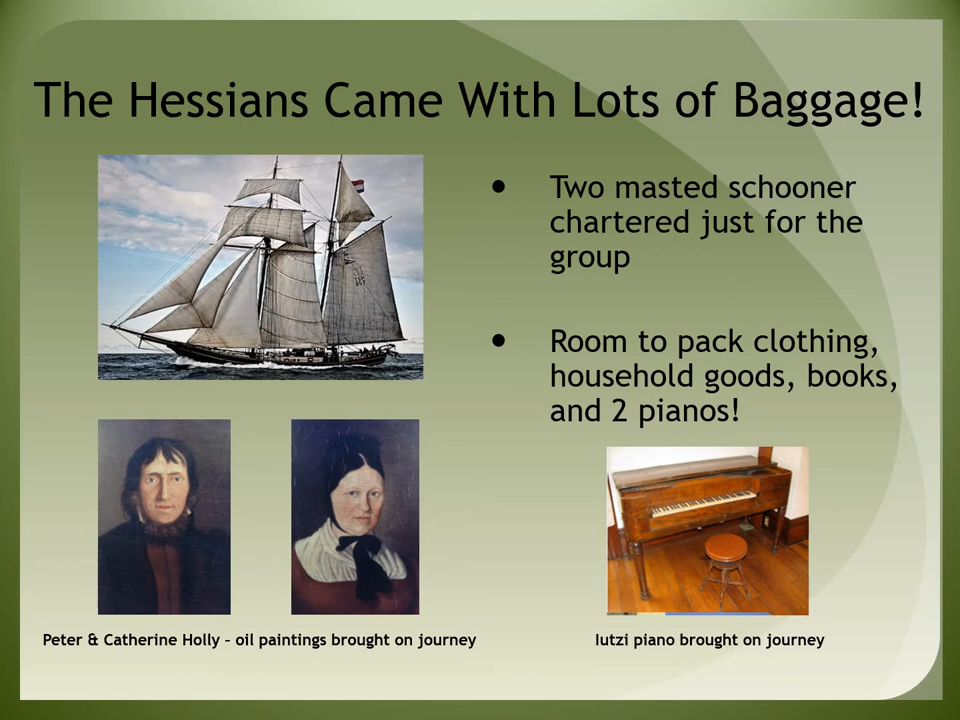 The Hessians Came With Lots of Baggage!
• Two masted schooner
chartered just for the
group
• Room to pack clothing,
household goods, books,
and 2 pianos!
Peter & Catherine Holly – oil paintings brought on journey
Iutzi piano brought on journey